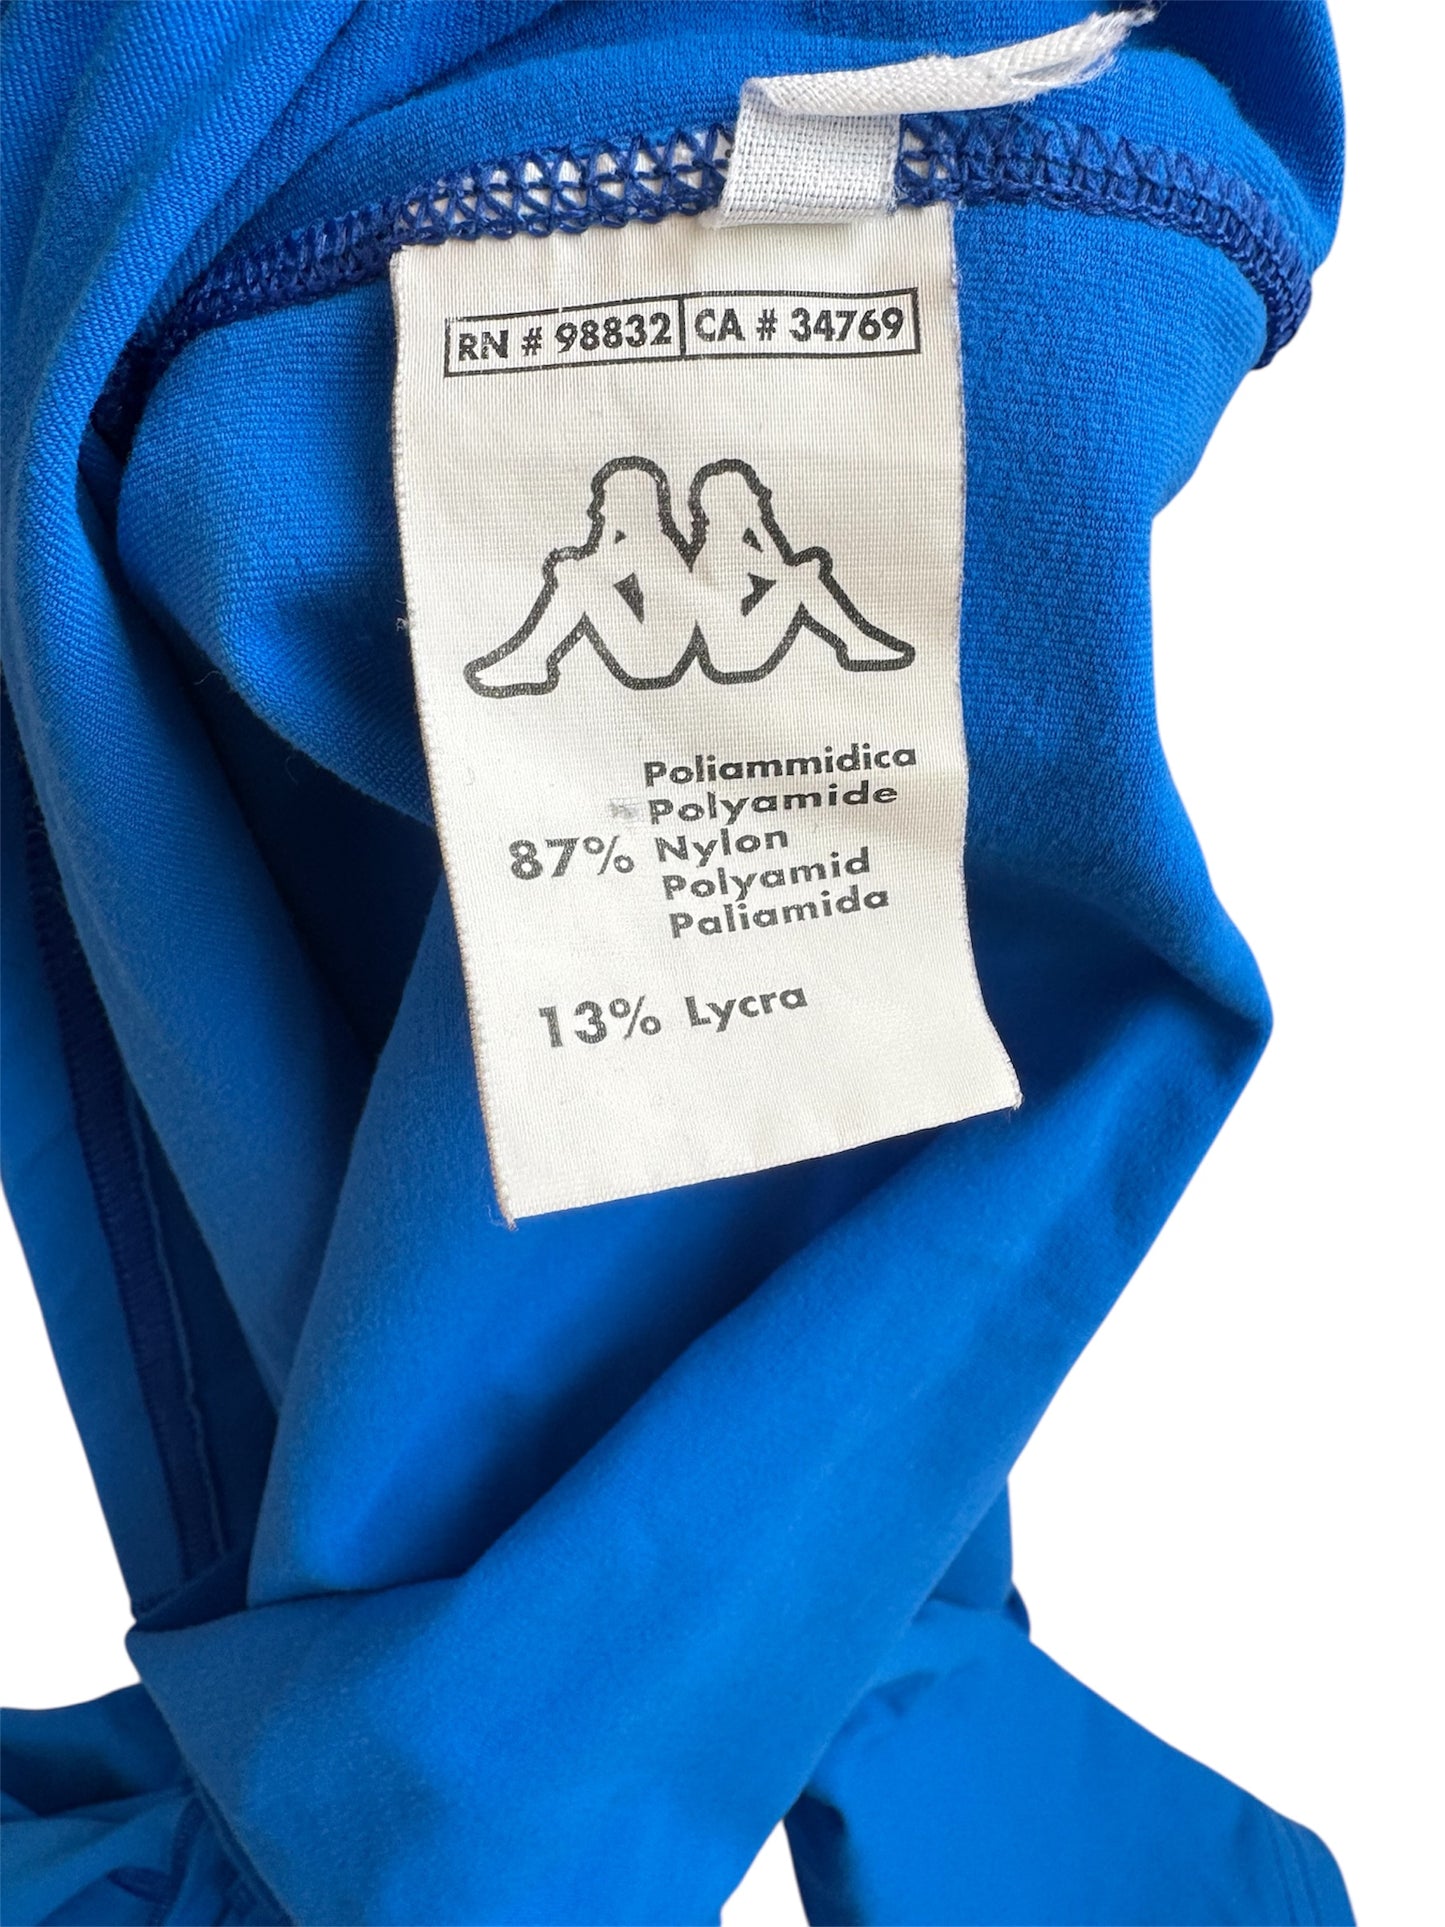 RN # 98832 CA # 34769
Poliammidica
Polyamide
87% Nylon
Polyamid
Paliamida
13% Lycra